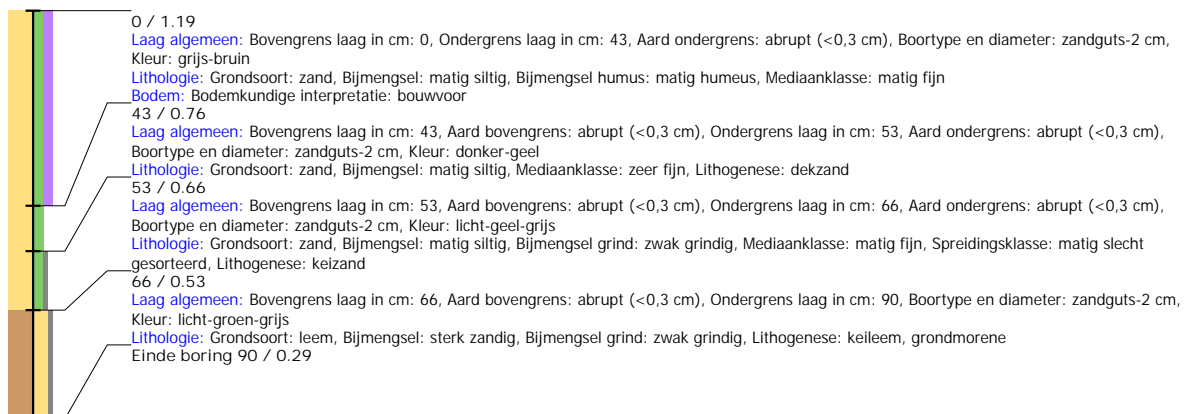 0 / 1.19
Laag algemeen: Bovengrens laag in cm: 0, Ondergrens laag in cm: 43, Aard ondergrens: abrupt (<0,3 cm), Boortype en diameter: zandguts-2 cm,
Kleur: grijs-bruin
Lithologie: Grondsoort: zand, Bijmengsel: matig siltig, Bijmengsel humus: matig humeus, Mediaanklasse: matig fijn
Bodem: Bodemkundige interpretatie: bouwvoor
43 / 0.76
Laag algemeen: Bovengrens laag in cm: 43, Aard bovengrens: abrupt (<0,3 cm), Ondergrens laag in cm: 53, Aard ondergrens: abrupt (<0,3 cm),
Boortype en diameter: zandguts-2 cm, Kleur: donker-geel
Lithologie: Grondsoort: zand, Bijmengsel: matig siltig, Mediaanklasse: zeer fijn, Lithogenese: dekzand
53 / 0.66
Laag algemeen: Bovengrens laag in cm: 53, Aard bovengrens: abrupt (<0,3 cm), Ondergrens laag in cm: 66, Aard ondergrens: abrupt (<0,3 cm),
Boortype en diameter: zandguts-2 cm, Kleur: licht-geel-grijs
Lithologie: Grondsoort: zand, Bijmengsel: matig siltig, Bijmengsel grind: zwak grindig, Mediaanklasse: matig fijn, Spreidingsklasse: matig slecht
gesorteerd, Lithogenese: keizand
66 / 0.53
Laag algemeen: Bovengrens laag in cm: 66, Aard bovengrens: abrupt (<0,3 cm), Ondergrens laag in cm: 90, Boortype en diameter: zandguts-2 cm,
Kleur: licht-groen-grijs
Lithologie: Grondsoort: leem, Bijmengsel: sterk zandig, Bijmengsel grind: zwak grindig, Lithogenese: keileem, grondmorene
Einde boring 90 / 0.29